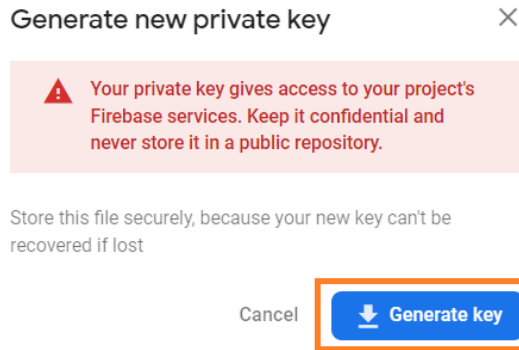 Generate new private key
Your private key gives access to your project's
Firebase services. Keep it confidential and
never store it in a public repository.
Store this file securely, because your new key can't be
recovered if lost
Cancel
Generate key